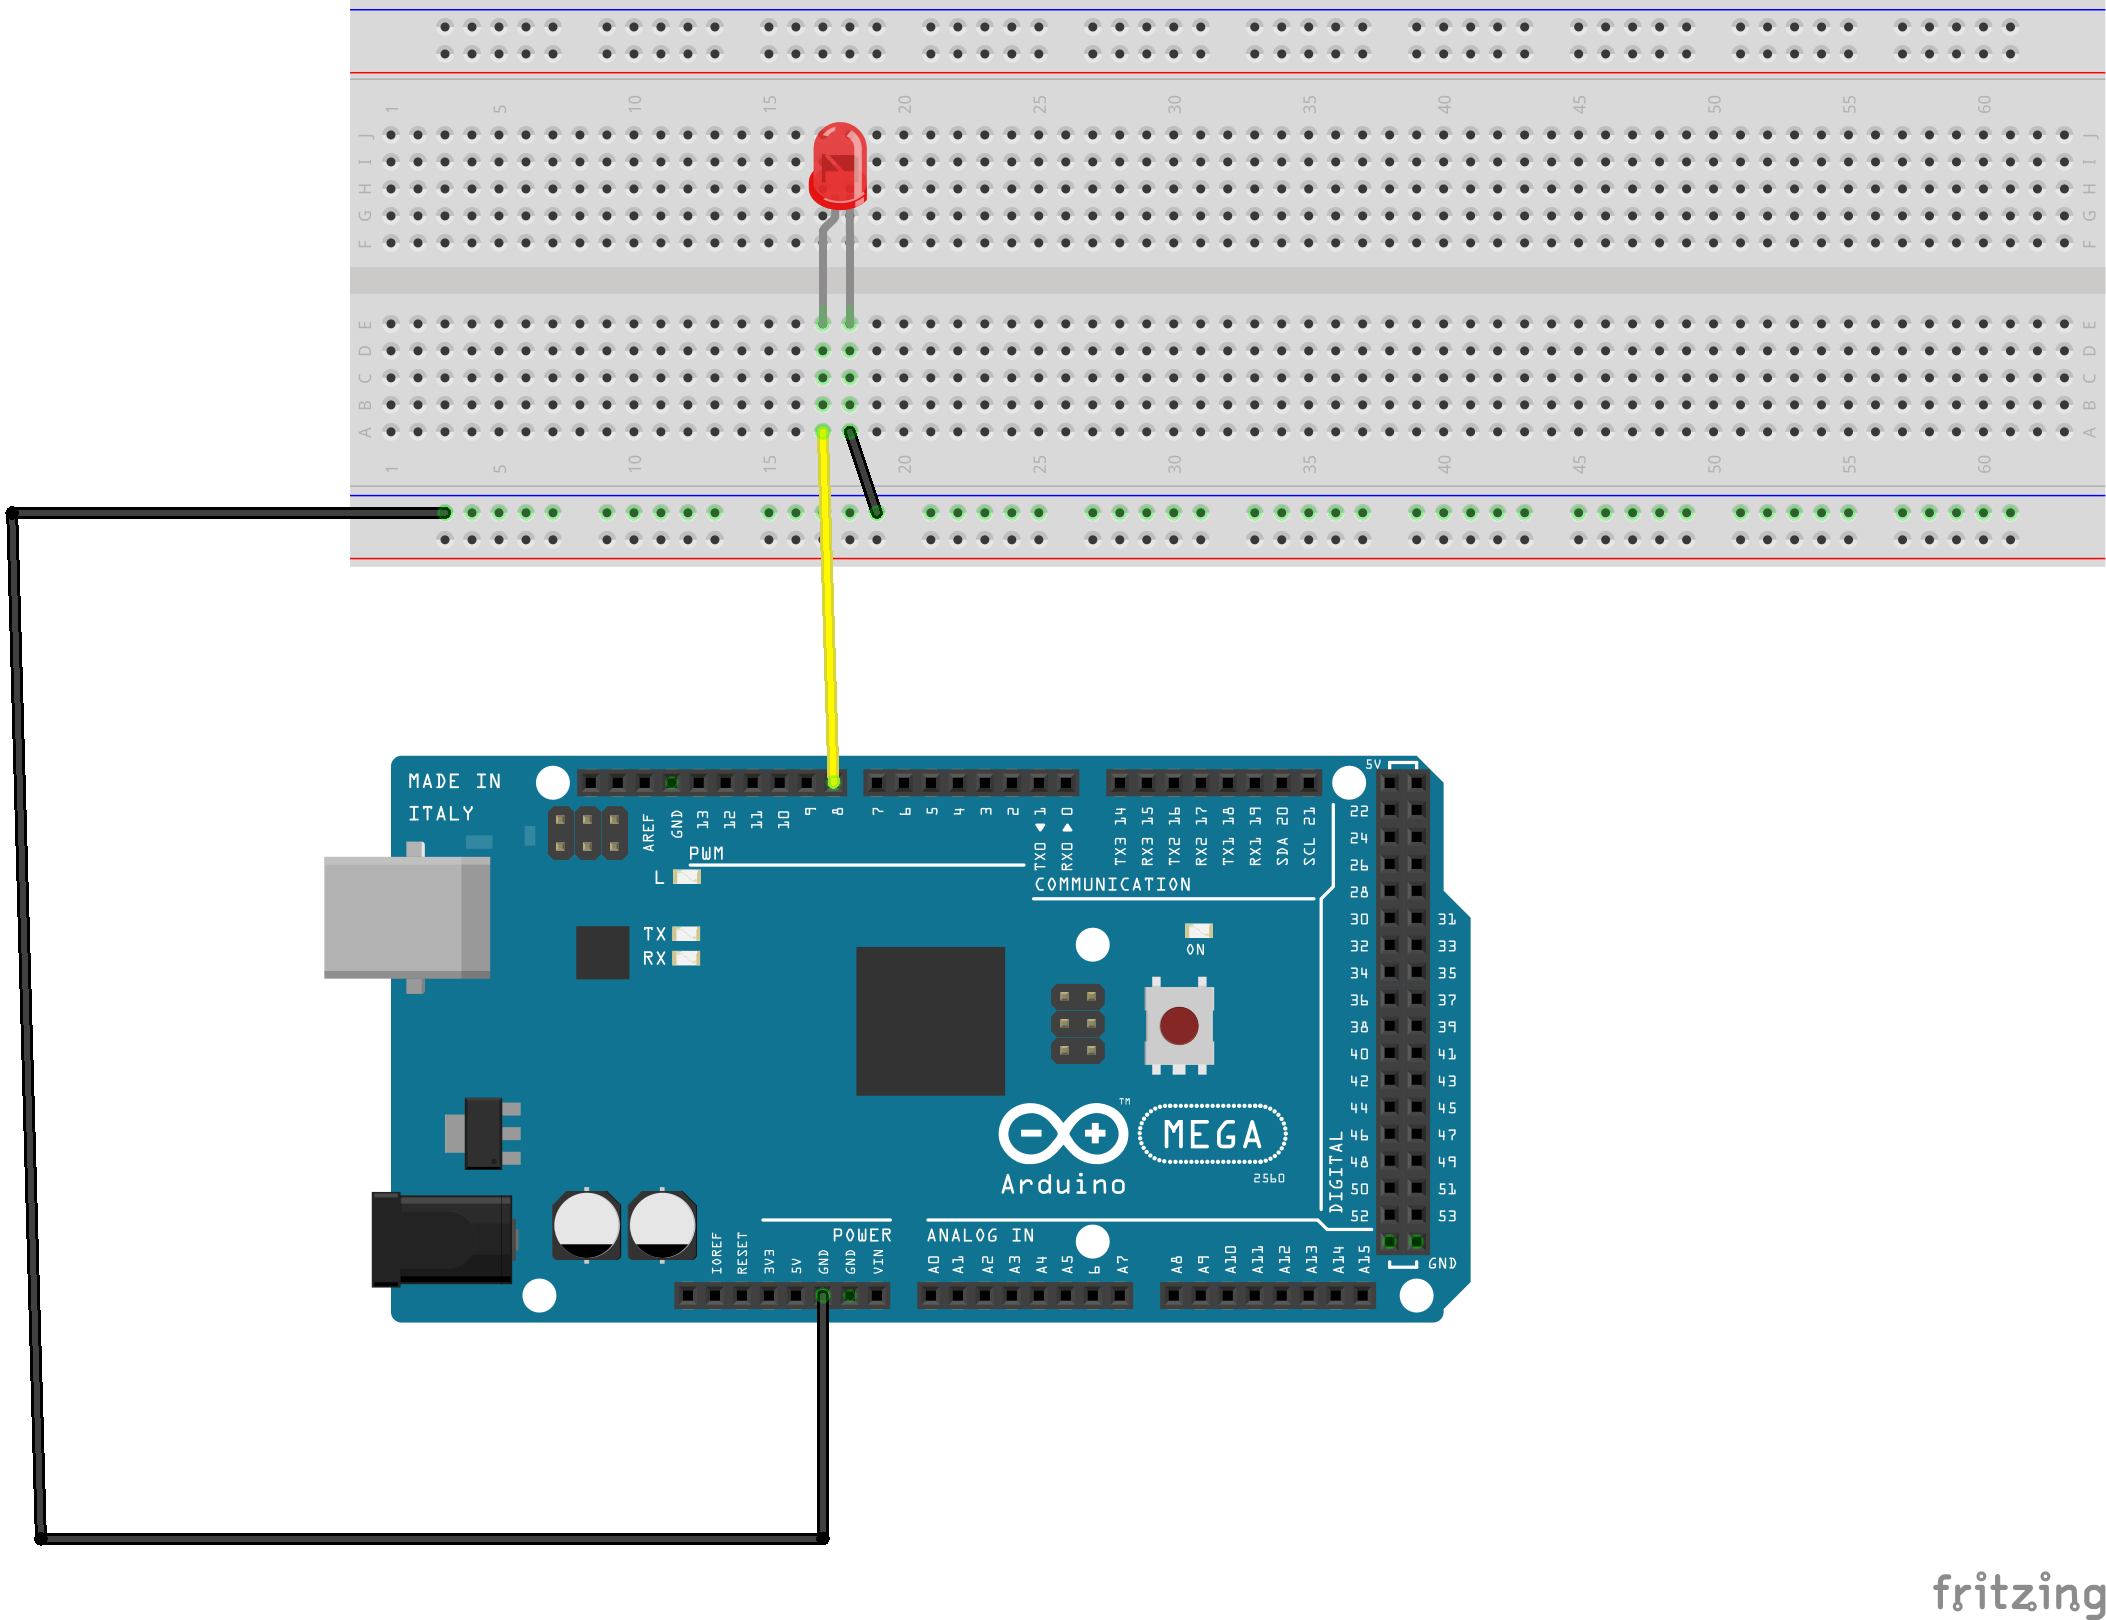 1 5 10 15 20 25 30 35 40 45 50 55 60
J J
I I
H H
G G
F F
E E
D D
C C
B B
A A
1 5 10 15 20 25 30 35 40 45 50 55 60
MADE IN
ITALY
5V
AREF GND 13 12 11 10 9 8 7 6 5 4 3 2 TX0 1 RX0 0 TX3 14 RX3 15 TX2 16 RX2 17 TX1 18 RX1 19 SDA 20 SCL 21
PWM
L
COMMUNICATION
TX
RX
ON
22
24
26
28
30 31
32 33
34 35
36 37
38 39
40 41
42 43
44 45
46 47
48 49
50 51
52 53
DIGITAL
GND
TM
MEGA
2560
Arduino
POWER ANALOG IN
IOREF RESET 3V3 5V GND GND VIN A0 A1 A2 A3 A4 A5 6 A7 A8 A9 A10 A11 A12 A13 A14 A15
fritzing